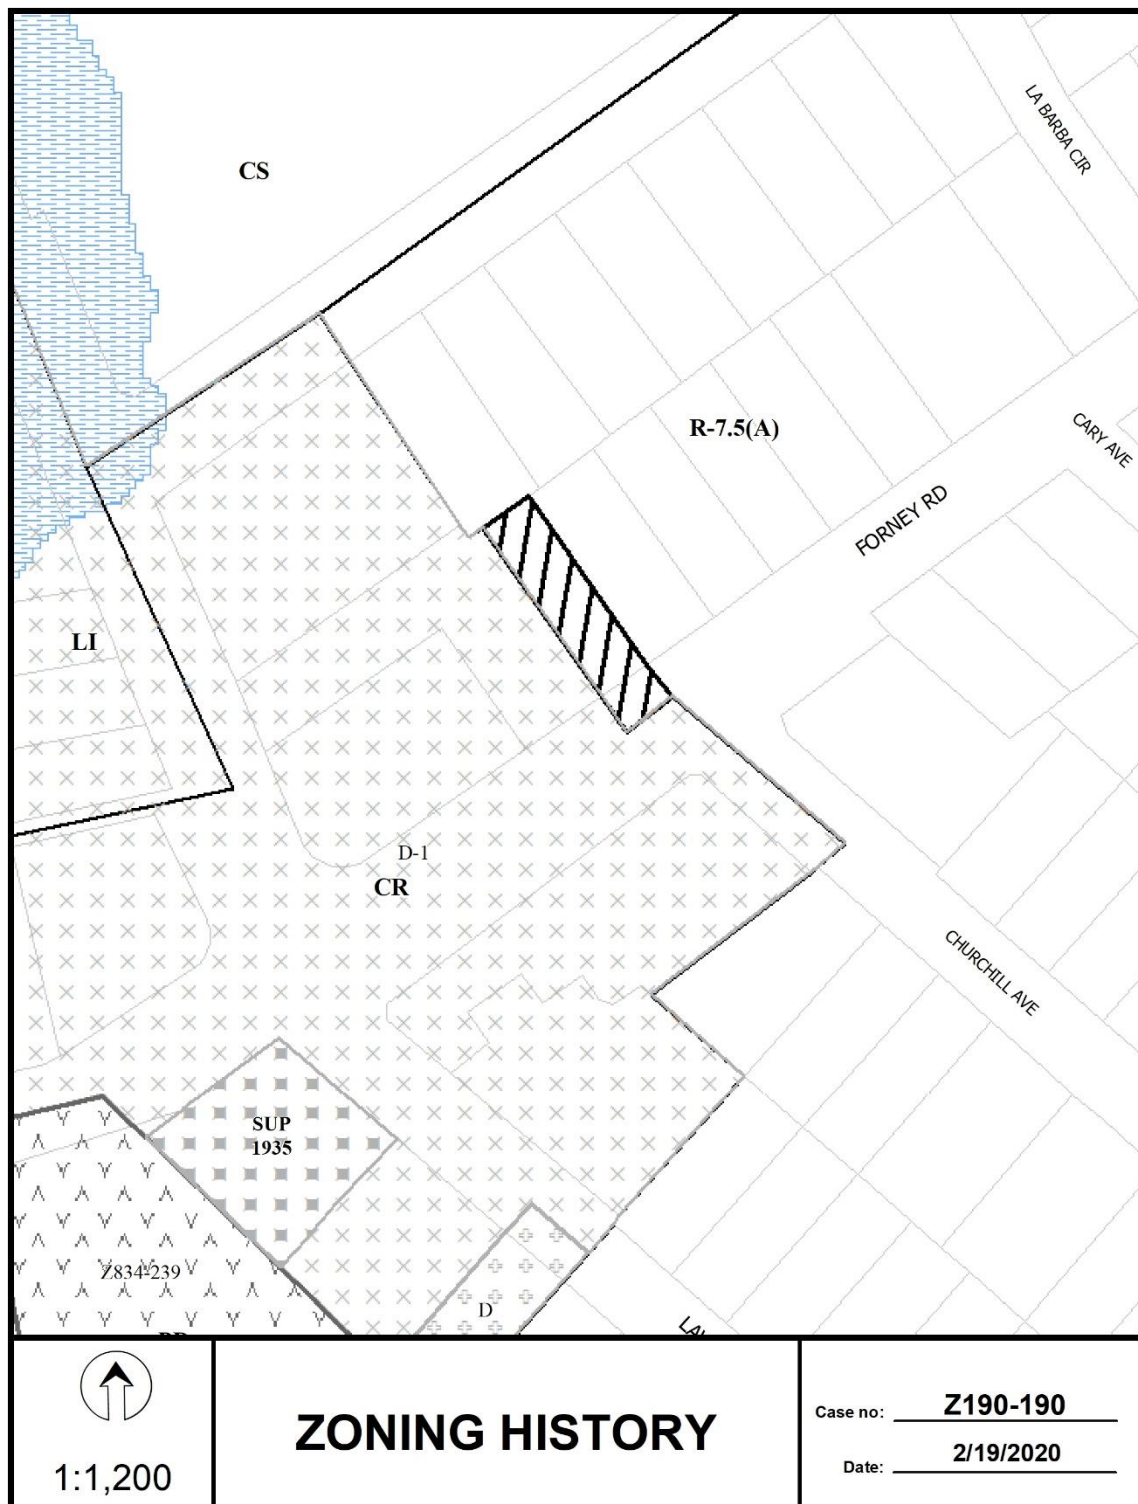 CS
LA BARBA CIR
R-7.5(A)
CARY AVE
FORNEY RD
LI
D-1
CR
CHURCHILL AVE
SUP
1935
Z834-239
D
1:1,200
ZONING HISTORY
Case no: Z190-190
Date: 2/19/2020